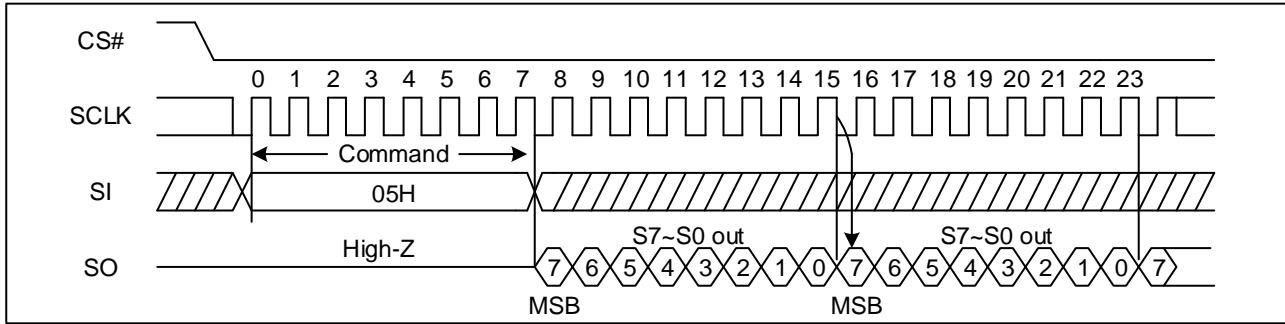 CS#
0 1 2 3 4 5 6 7 8 9 10 11 12 13 14 15 16 17 18 19 20 21 22 23
SCLK
Command
SI
05H
High-Z
S7~S0 out
S7~S0 out
SO
7 6 5 4 3 2 1 0 7 6 5 4 3 2 1 0 7
MSB
MSB